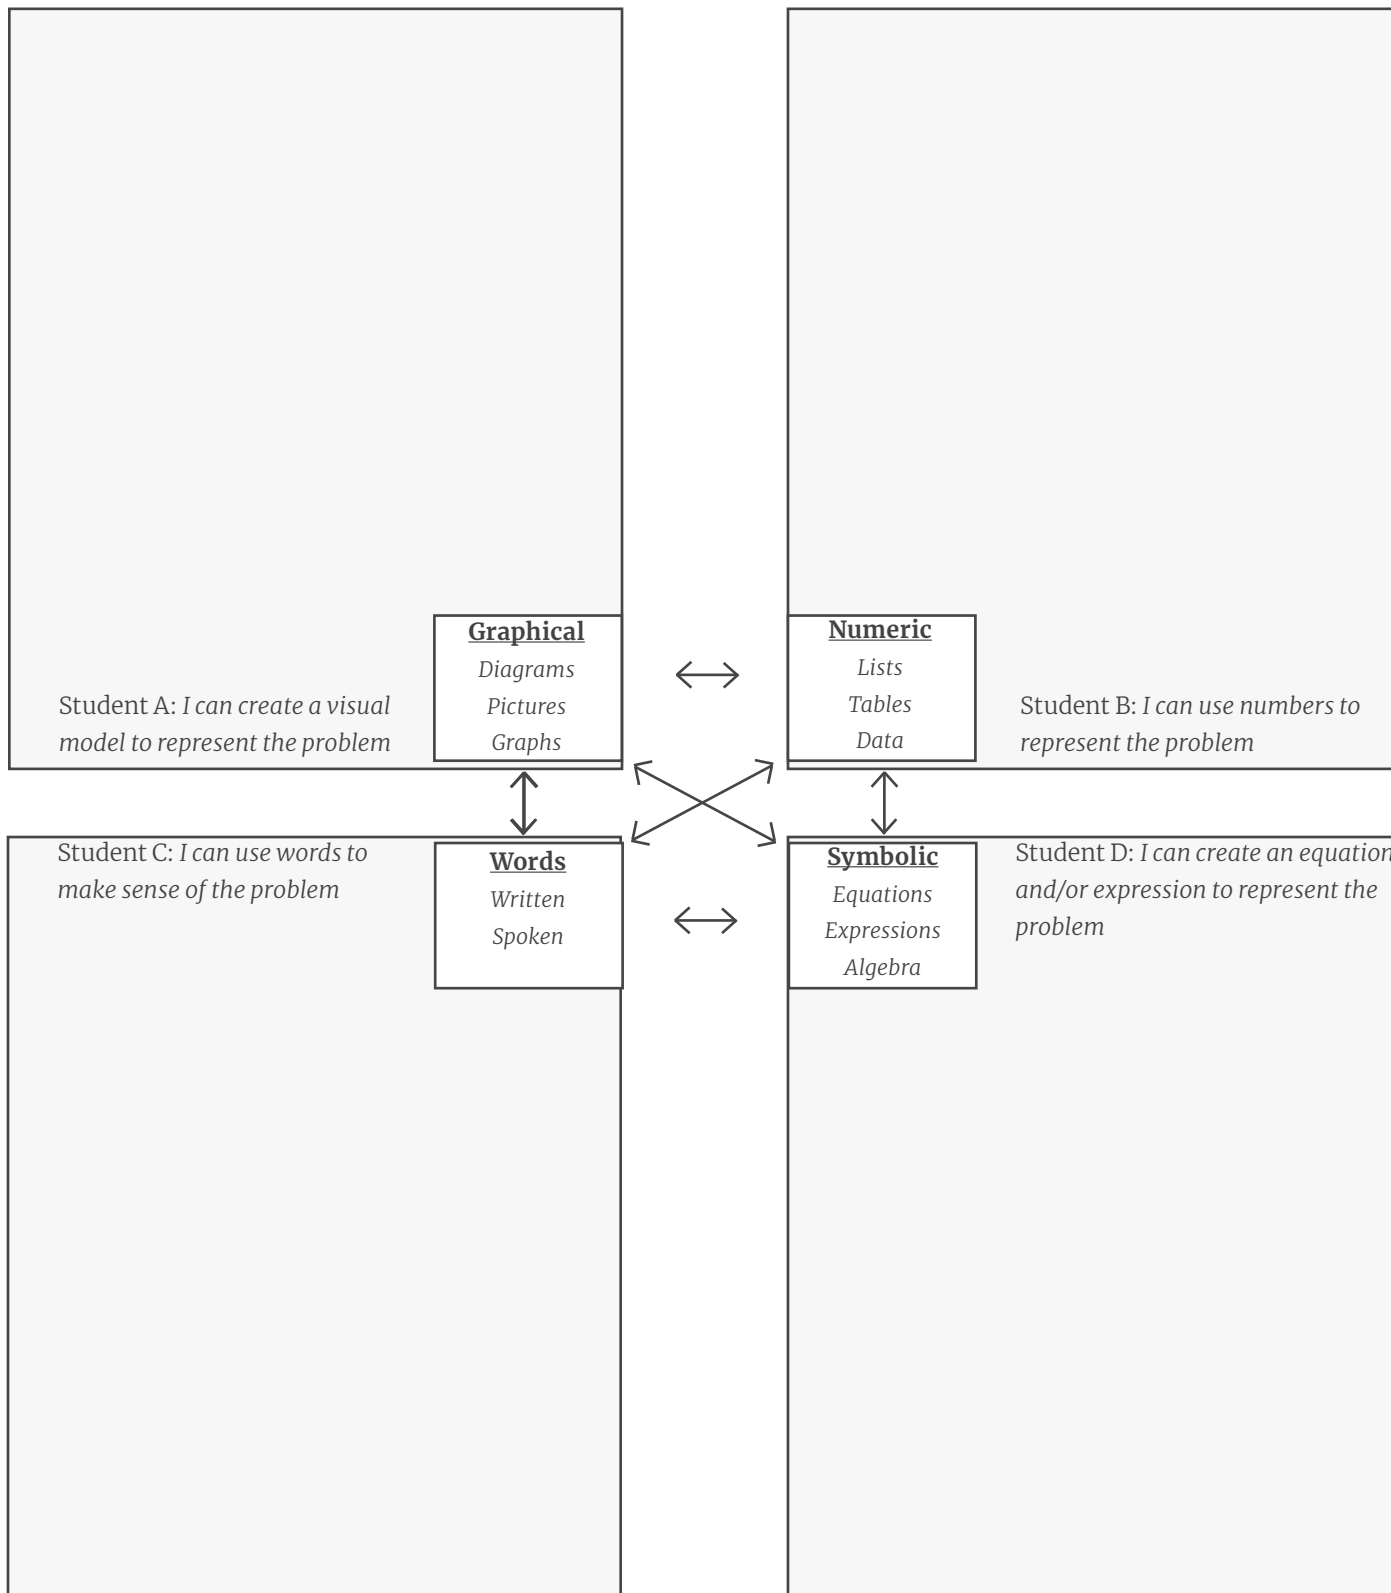 Graphical
Diagrams
Pictures
Graphs
Student A: I can create a visual
model to represent the problem
Numeric
Lists
Tables
Data
Student B: I can use numbers to
represent the problem
Student C: I can use words to
make sense of the problem
Words
Written
Spoken
Symbolic
Equations
Expressions
Algebra
Student D: I can create an equation
and/or expression to represent the
problem